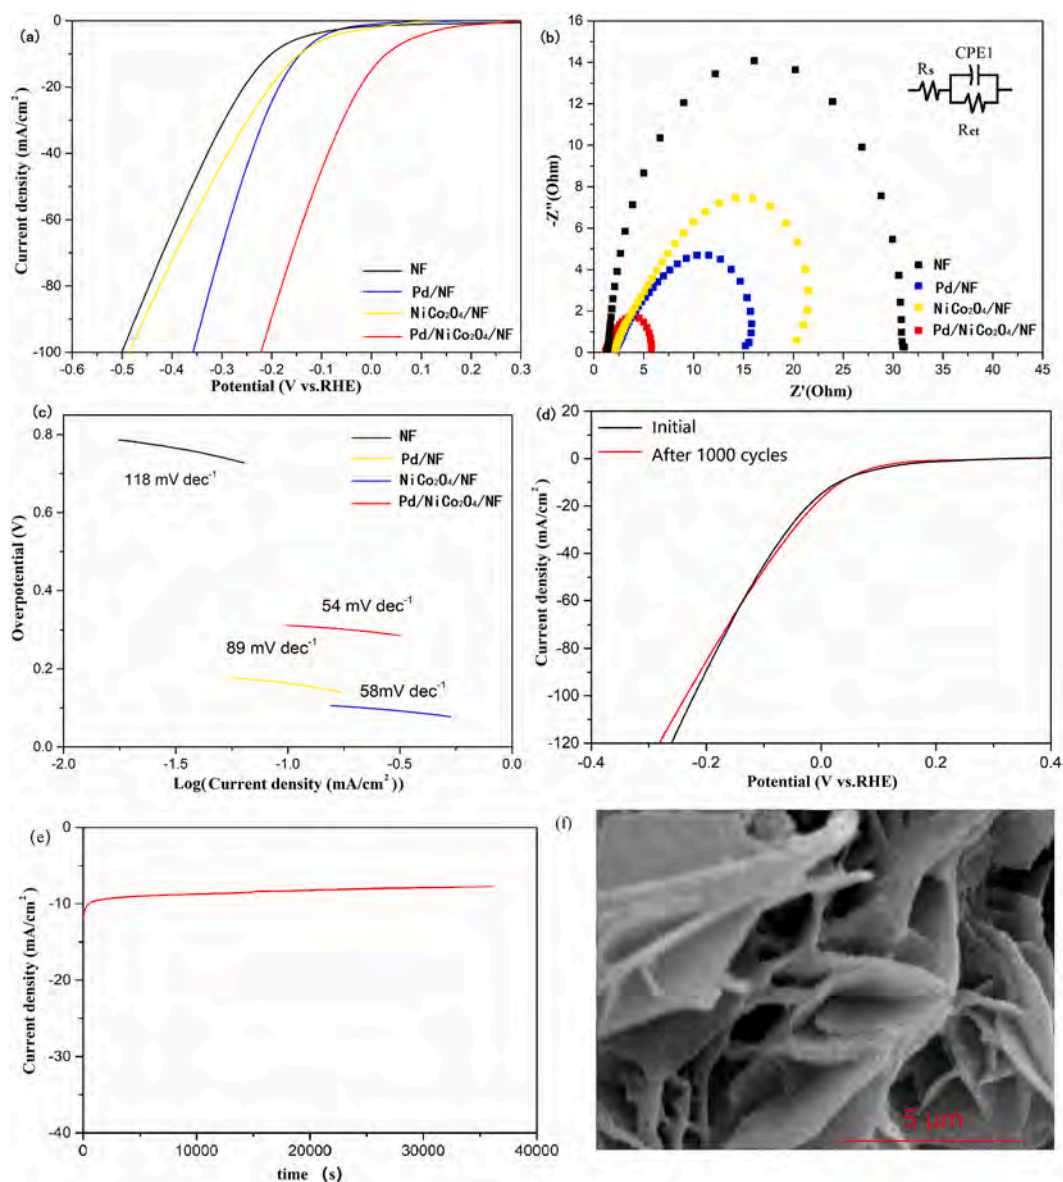 (a)
0
-20
-40
-60
-80
-100
Current density (mA/cm²)
NF
Pd/NF
NiCo₂O₄/NF
Pd/NiCo₂O₄/NF
-0.6 -0.5 -0.4 -0.3 -0.2 -0.1 0.0 0.1 0.2 0.3
Potential (V vs.RHE)
(b)
16
14
12
10
8
6
4
2
0
-Z''(Ohm)
Rs
CPE1
Ret
NF
Pd/NF
NiCo₂O₄/NF
Pd/NiCo₂O₄/NF
0 5 10 15 20 25 30 35 40 45
Z'(Ohm)
(c)
0.8
0.6
0.4
0.2
0.0
Overpotential (V)
NF
Pd/NF
NiCo₂O₄/NF
Pd/NiCo₂O₄/NF
118 mV dec⁻¹
54 mV dec⁻¹
89 mV dec⁻¹
58mV dec⁻¹
-2.0 -1.5 -1.0 -0.5 0.0
Log(Current density (mA/cm²))
(d)
20
0
-20
-40
-60
-80
-100
-120
Current density (mA/cm²)
Initial
After 1000 cycles
-0.4 -0.2 0.0 0.2 0.4
Potential (V vs.RHE)
(e)
0
-10
-20
-30
-40
Current density (mA/cm²)
0 10000 20000 30000 40000
time (s)
(f)
5 μm